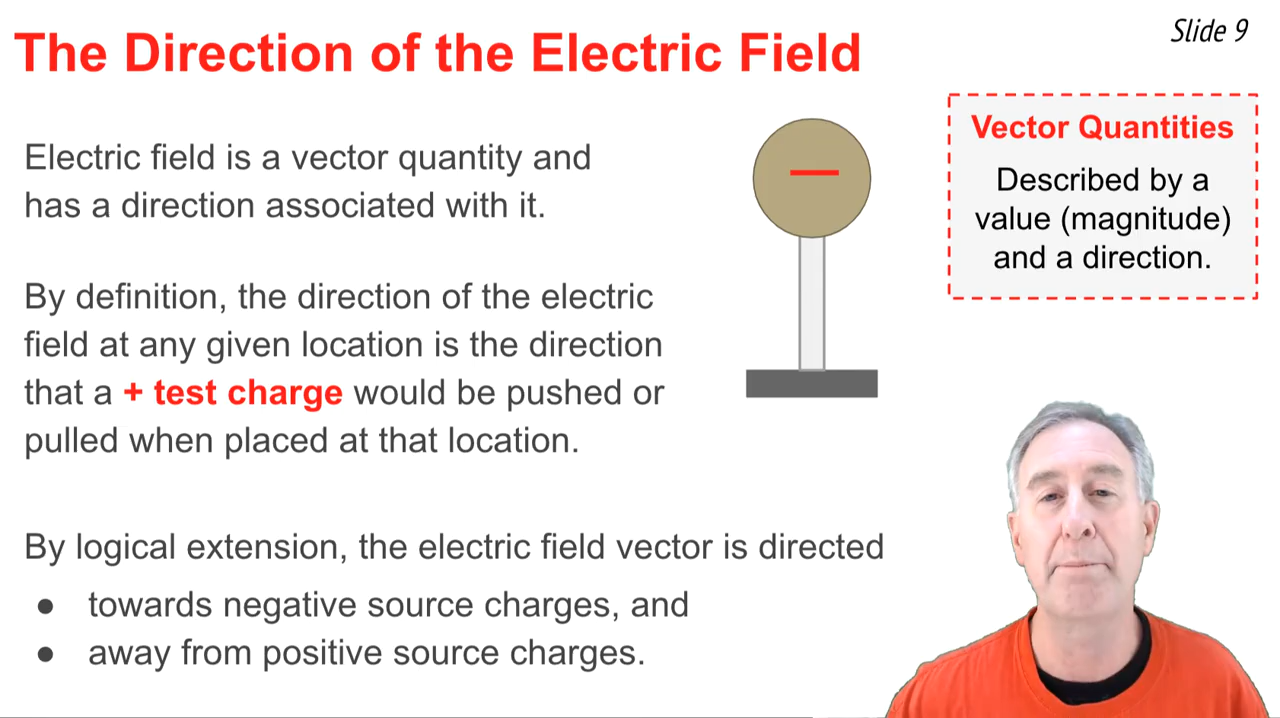 Slide 9
The Direction of the Electric Field
Electric field is a vector quantity and
has a direction associated with it.
By definition, the direction of the electric
field at any given location is the direction
that a + test charge would be pushed or
pulled when placed at that location.
By logical extension, the electric field vector is directed
● towards negative source charges, and
● away from positive source charges.
Vector Quantities
Described by a
value (magnitude)
and a direction.